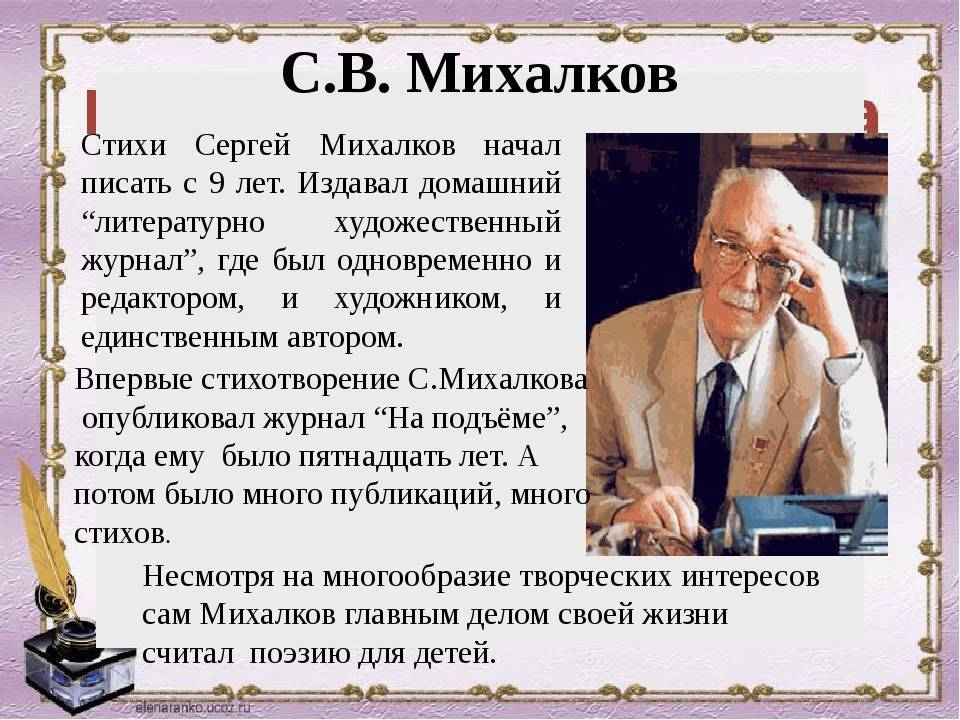 С.В. Михалков
Стихи Сергей Михалков начал
писать с 9 лет. Издавал домашний
“литературно художественный
журнал”, где был одновременно и
редактором, и художником, и
единственным автором.
Впервые стихотворение С.Михалкова
опубликовал журнал “На подъёме”,
когда ему было пятнадцать лет. А
потом было много публикаций, много
стихов.
Несмотря на многообразие творческих интересов
сам Михалков главным делом своей жизни
считал поэзию для детей.
elenaranko.ucoz.ru